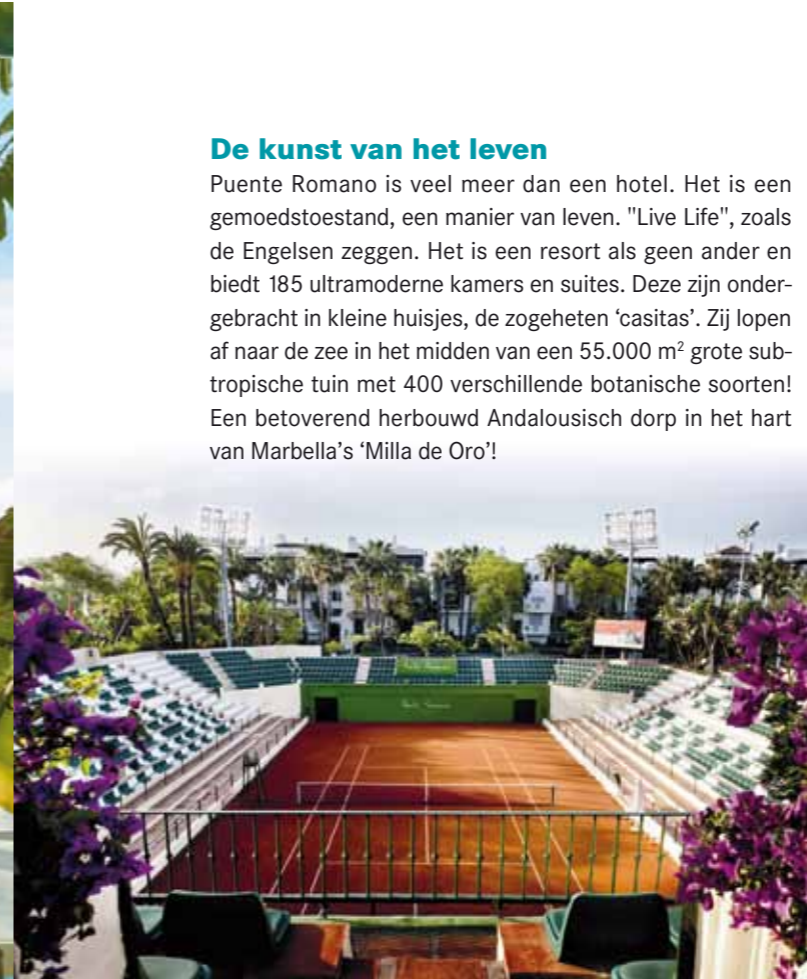 De kunst van het leven
Puente Romano is veel meer dan een hotel. Het is een
gemoedstoestand, een manier van leven. "Live Life", zoals
de Engelsen zeggen. Het is een resort als geen ander en
biedt 185 ultramoderne kamers en suites. Deze zijn onder-
gebracht in kleine huisjes, de zogeheten ‘casitas’. Zij lopen
af naar de zee in het midden van een 55.000 m² grote sub-
tropische tuin met 400 verschillende botanische soorten!
Een betoverend herbouwd Andalousisch dorp in het hart
van Marbella’s ‘Milla de Oro’!